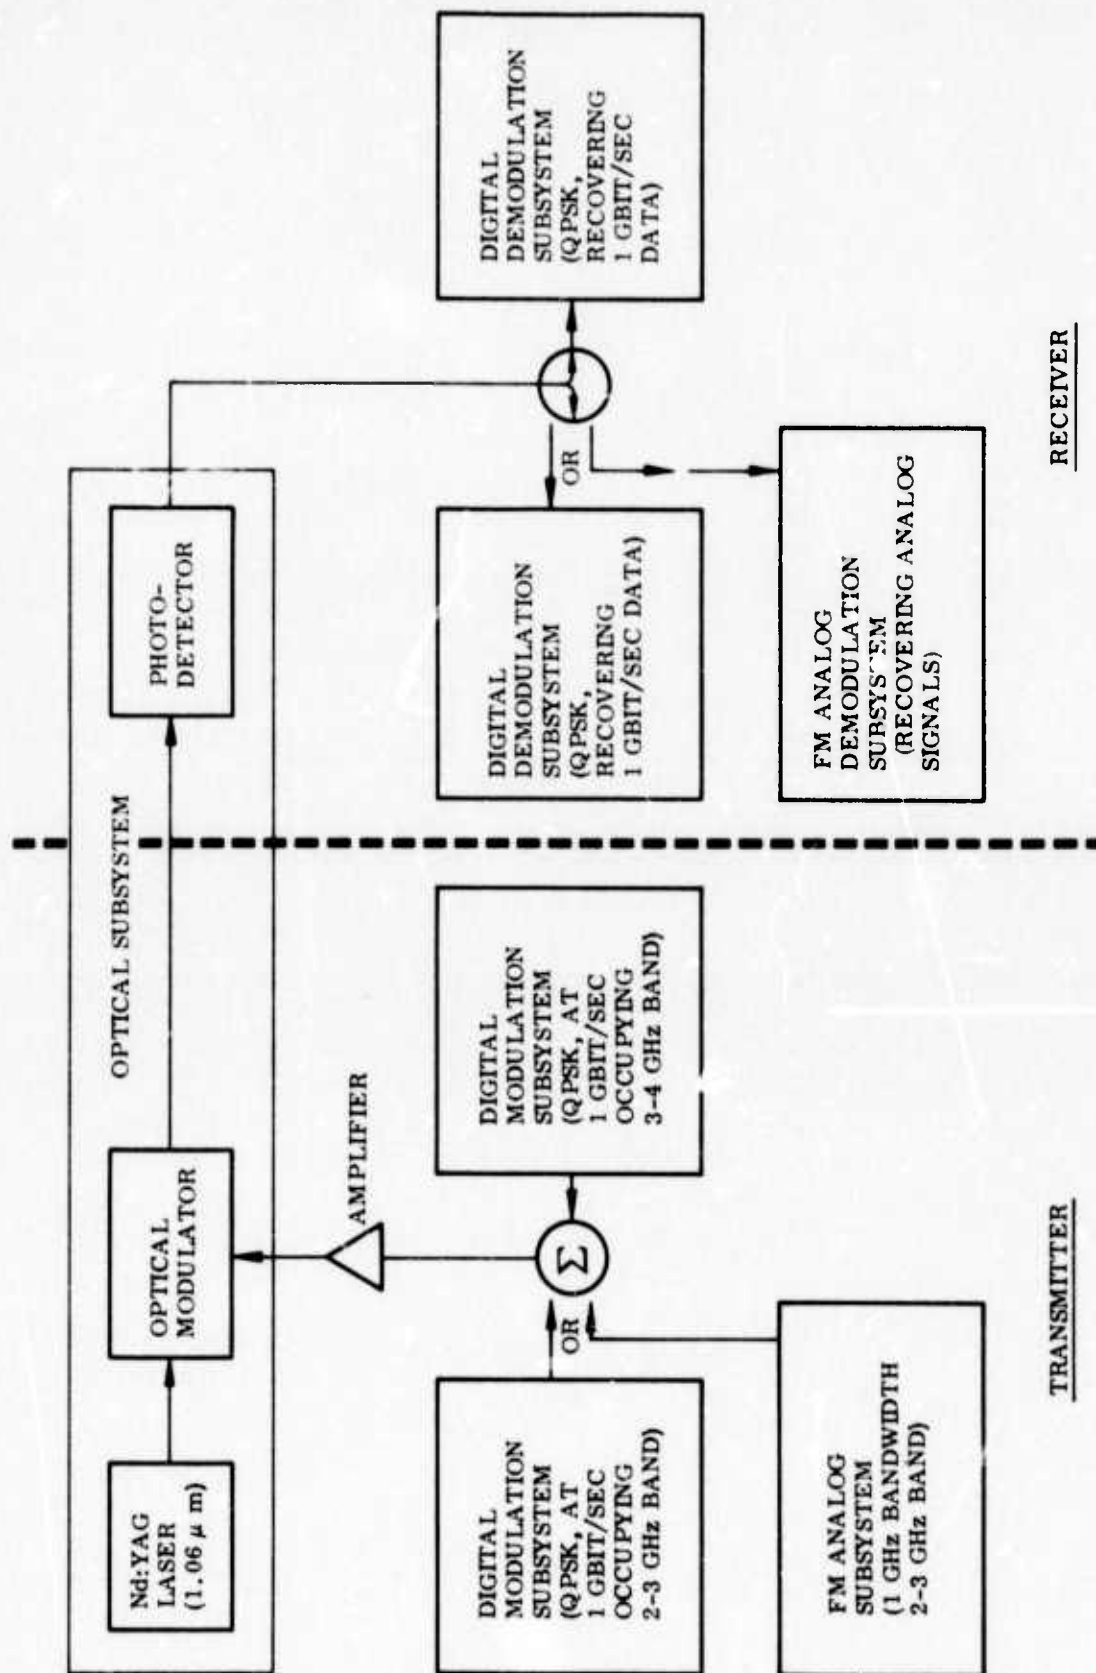 OPTICAL SUBSYSTEM
Nd:YAG
LASER
(1.06 μ m)
OPTICAL
MODULATOR
PHOTO-
DETECTOR
AMPLIFIER
DIGITAL
MODULATION
SUBSYSTEM
(QPSK, AT
1 GBIT/SEC
OCCUPYING
2-3 GHz BAND)
OR
Σ
DIGITAL
MODULATION
SUBSYSTEM
(QPSK, AT
1 GBIT/SEC
OCCUPYING
3-4 GHz BAND)
DIGITAL
DEMODULATION
SUBSYSTEM
(QPSK,
RECOVERING
1 GBIT/SEC DATA)
OR
DIGITAL
DEMODULATION
SUBSYSTEM
(QPSK,
RECOVERING
1 GBIT/SEC
DATA)
FM ANALOG
SUBSYSTEM
(1 GHz BANDWIDTH
2-3 GHz BAND)
FM ANALOG
DEMODULATION
SUBSYSTEM
(RECOVERING ANALOG
SIGNALS)
TRANSMITTER
RECEIVER